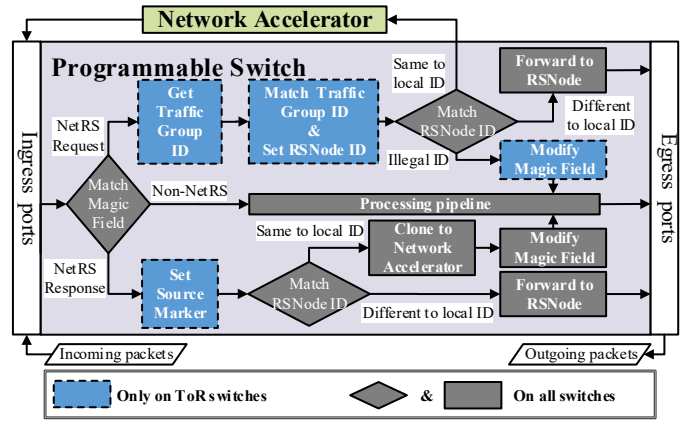 Network Accelerator
Programmable Switch
Ingress ports
Egress ports
NetRS
Request
Get
Traffic
Group
ID
Match Traffic
Group ID
&
Set RSNode ID
Same to
local ID
Match
RSNode ID
Forward to
RSNode
Different to
local ID
Illegal ID
Modify
Magic Field
Match
Magic
Field
Non-NetRS
Processing pipeline
Same to local ID
Clone to
Network
Accelerator
Modify
Magic Field
NetRS
Response
Set
Source
Marker
Match
RSNode ID
Different to local ID
Forward to
RSNode
Incoming packets
Outgoing packets
Only on ToR switches
&
On all switches